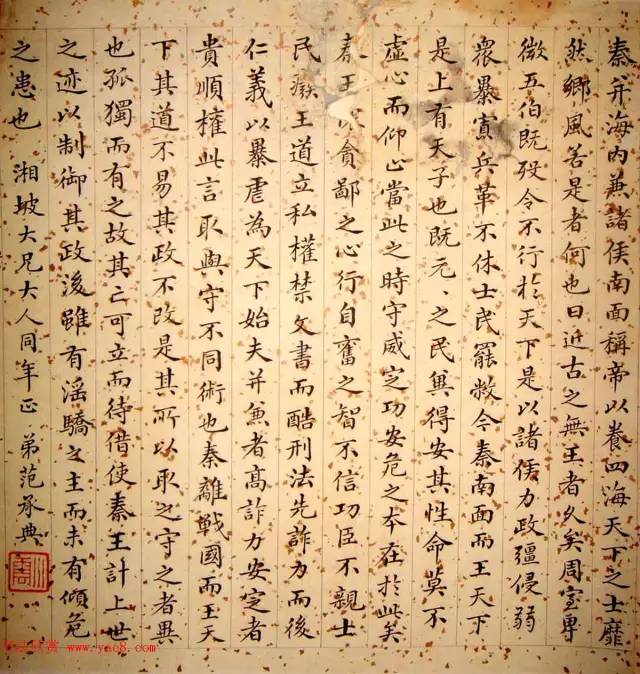 秦并海内兼諸侯南面稱帝以養四海天下之士靡
然鄉風若是者何也曰近古之無王者久矣周室專
微五伯既歿令不行於天下是以諸侯力政彊侵弱
衆暴寡兵革不休士民罷敝今秦南面而王天下
是上有天子也既元、之民兾得安其性命莫不
虛心而仰止當此之時守威定功安危之本在於此矣
秦王貪鄙之心行自奮之智不信功臣不親士
民廢王道立私權禁文書而酷刑法先詐力而後
仁義以暴虐為天下始夫并兼者高詐力安定者
貴順權此言取與守不同術也秦離戰國而王天
下其道不易其政不改是其所以取之守之者異
也孤獨而有之故其亡可立而待借使秦王計上世
之迹以制御其政後雖有淫驕之主而未有傾危
之患也 湘坡大兄大人同年正 弟范承典
www.yac8.com